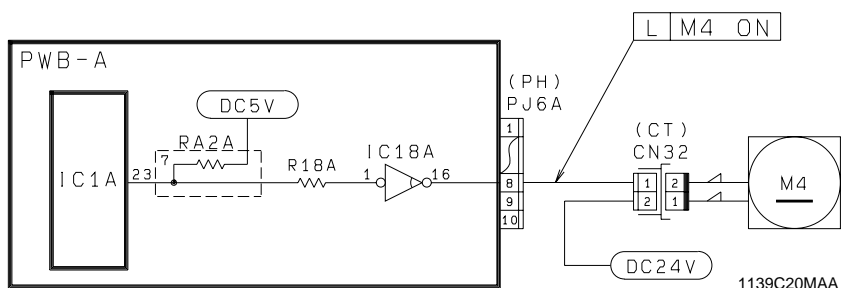 L M4 ON
PWB-A
(PH)
PJ6A
DC5V
1
(CT)
CN32
7 RA2A
R18A
IC18A
IC1A
23
1
16
8
1
2
M4
9
2
1
10
DC24V
1139C20MAA